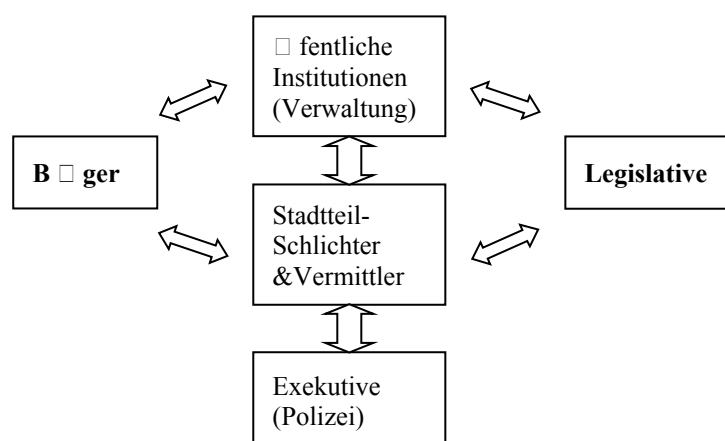 □ fentliche
Institutionen
(Verwaltung)
B □ ger
Legislative
Stadtteil-
Schlichter
&Vermittler
Exekutive
(Polizei)